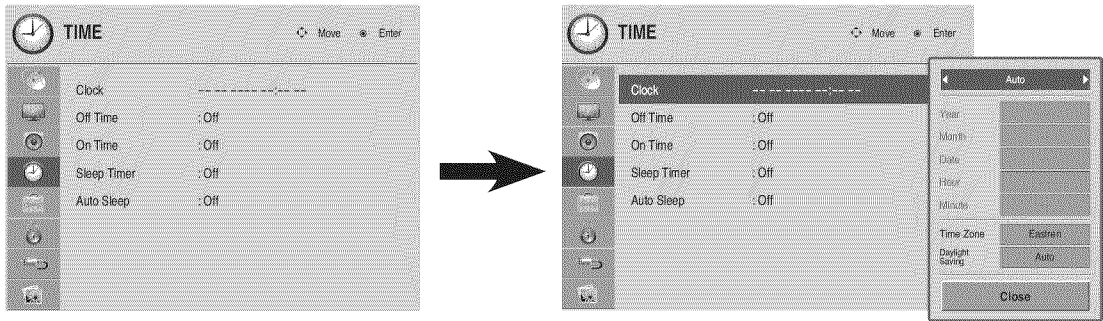 TIME
Move Enter
Clock -- -- ---- --:-- --
Off Time : Off
On Time : Off
Sleep Timer : Off
Auto Sleep : Off
TIME
Move Enter
Clock -- -- ---- --:-- --
Off Time : Off
On Time : Off
Sleep Timer : Off
Auto Sleep : Off
Auto
Year
Month
Date
Hour
Minute
Time Zone Eastren
Daylight
Saving Auto
Close